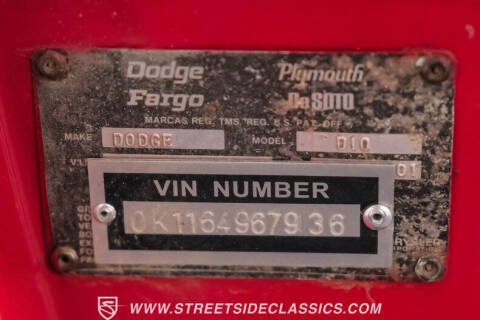 Dodge Plymouth
Fargo DeSOTO
MARCAS REG. TMS. REG. U.S. PAT. OFF.
MAKE DODGE MODEL D10
D1
VIN NUMBER
0K1164967936
WWW.STREETSIDECLASSICS.COM